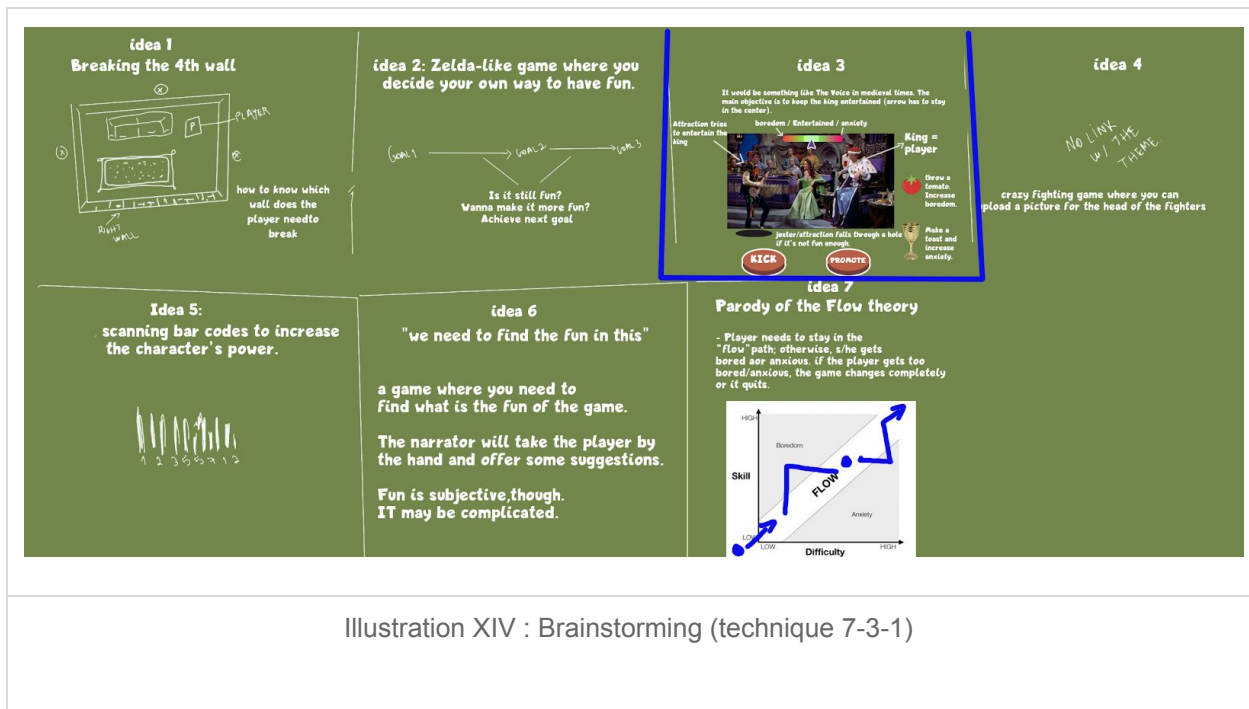 idea 1
Breaking the 4th wall
P
PLAYER
RIGHT
WALL
how to know which
wall does the
player needto
break
idea 2: Zelda-like game where you
decide your own way to have fun.
GOAL 1
GOAL 2
GOAL 3
Is it still fun?
Wanna make it more fun?
Achieve next goal
idea 3
It would be something like The Voice in medieval times. The
main objective is to keep the king entertained (arrow has to stay
in the center).
Attraction tries
to entertain the
king
boredom / Entertained / anxiety
King =
player
throw a
tomato.
Increase
boredom.
Make a
toast and
increase
anxiety.
jester/attraction falls through a hole
if it's not fun enough.
KICK
PROMOTE
idea 4
NO LINK
W/ THE
THEME
crazy fighting game where you can
upload a picture for the head of the fighters
Idea 5:
scanning bar codes to increase
the character's power.
1 2 3 5 5 7 1 2
idea 6
"we need to find the fun in this"
a game where you need to
find what is the fun of the game.
The narrator will take the player by
the hand and offer some suggestions.
Fun is subjective,though.
IT may be complicated.
idea 7
Parody of the Flow theory
- Player needs to stay in the
"flow" path; otherwise, s/he gets
bored aor anxious. if the player gets too
bored/anxious, the game changes completely
or it quits.
HIGH
Boredom
Skill
FLOW
Anxiety
LOW
LOW
Difficulty
HIGH
Illustration XIV : Brainstorming (technique 7-3-1)